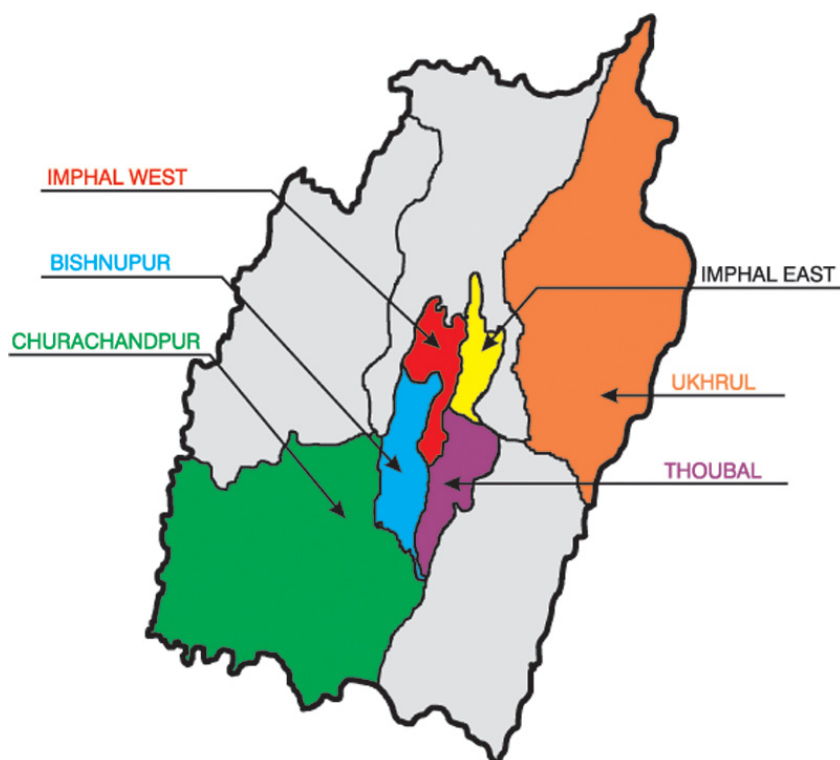 IMPHAL WEST
BISHNUPUR
IMPHAL EAST
CHURACHANDPUR
UKHRUL
THOUBAL